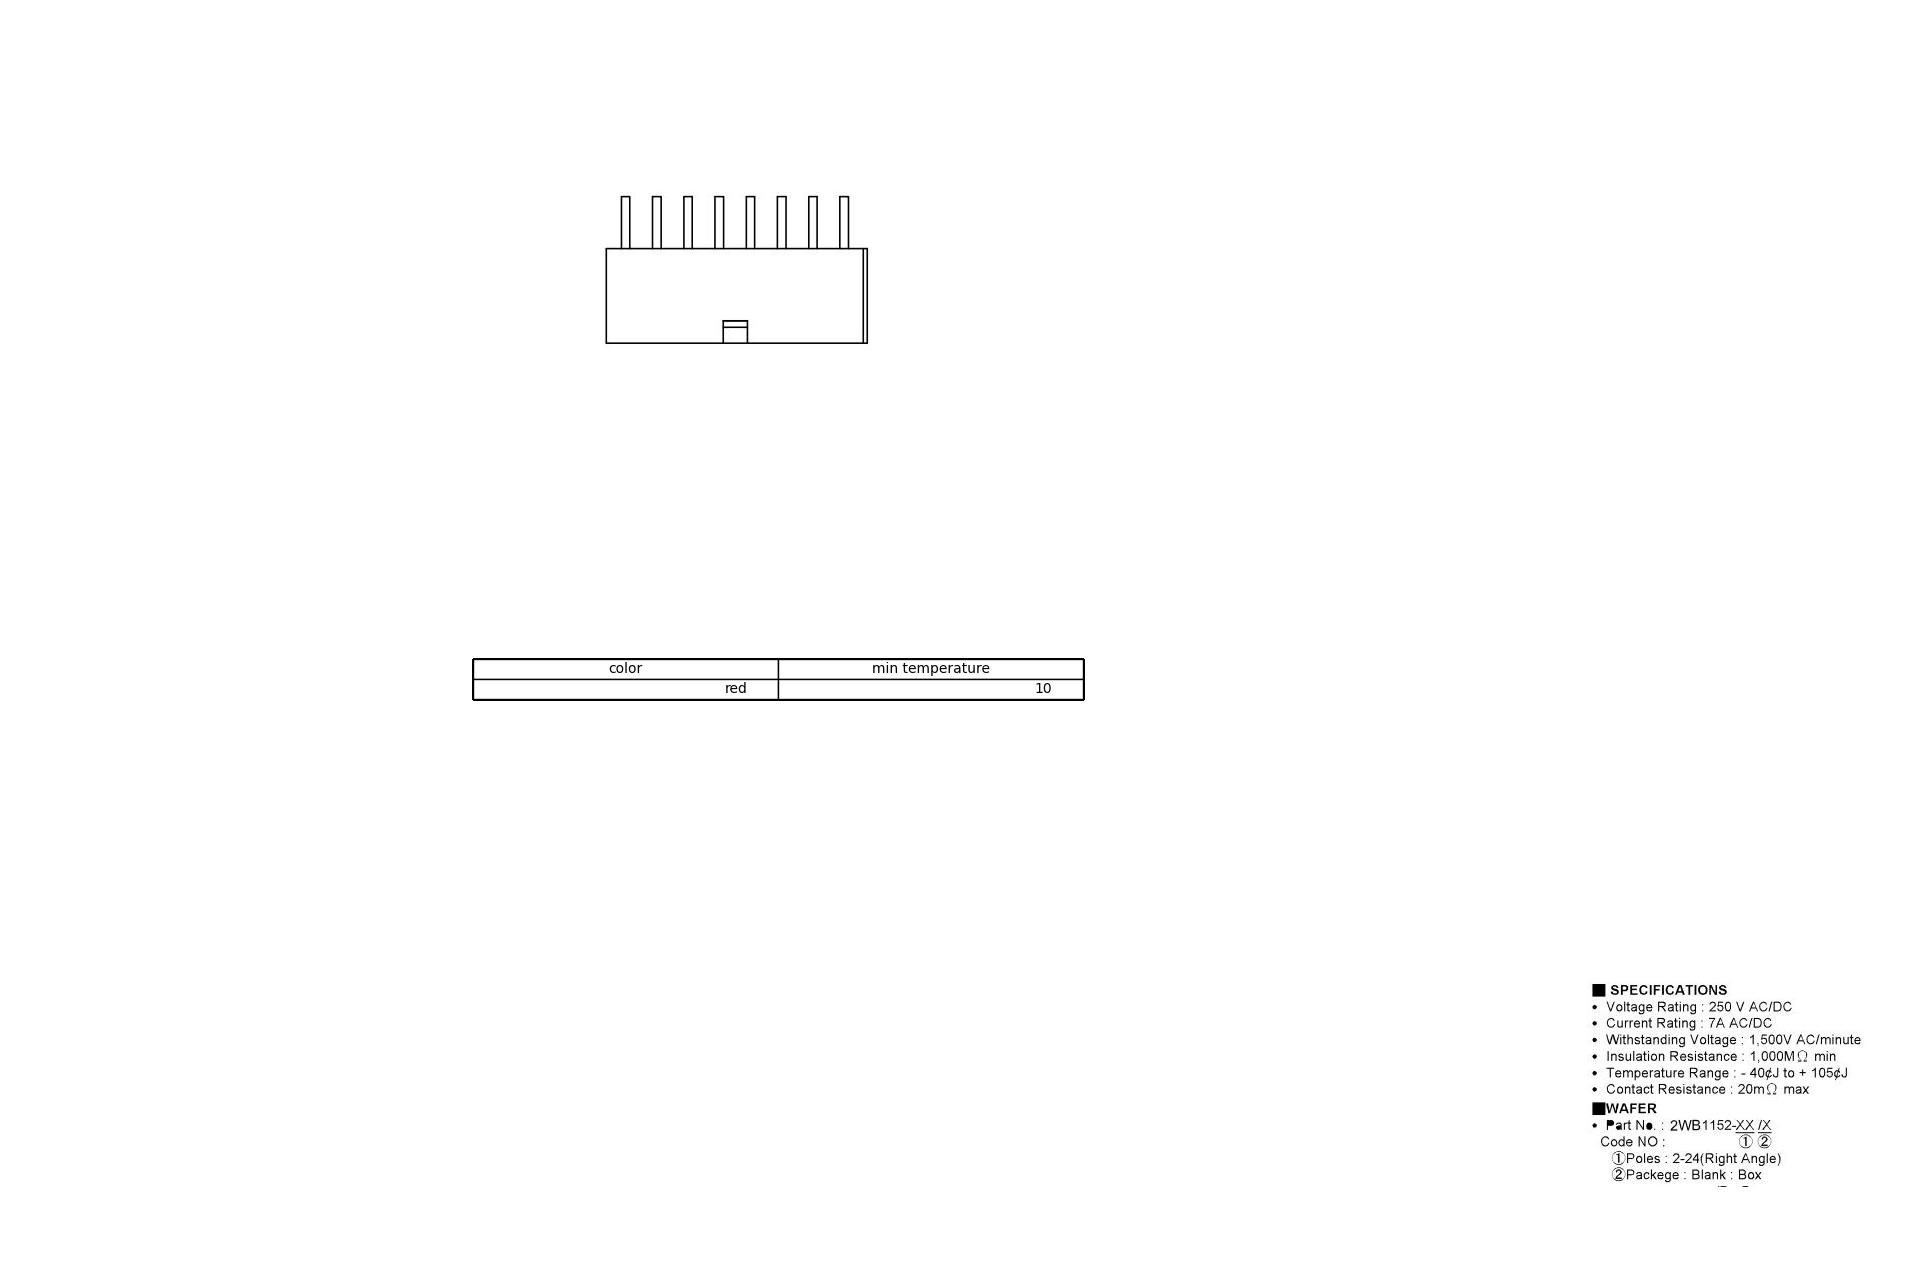 color min temperature
red 10
■ SPECIFICATIONS
• Voltage Rating : 250 V AC/DC
• Current Rating : 7A AC/DC
• Withstanding Voltage : 1,500V AC/minute
• Insulation Resistance : 1,000MΩ min
• Temperature Range : - 40¢J to + 105¢J
• Contact Resistance : 20mΩ max
■WAFER
• Part No. : 2WB1152-XX /X
Code NO : ① ②
①Poles : 2-24(Right Angle)
②Packege : Blank : Box